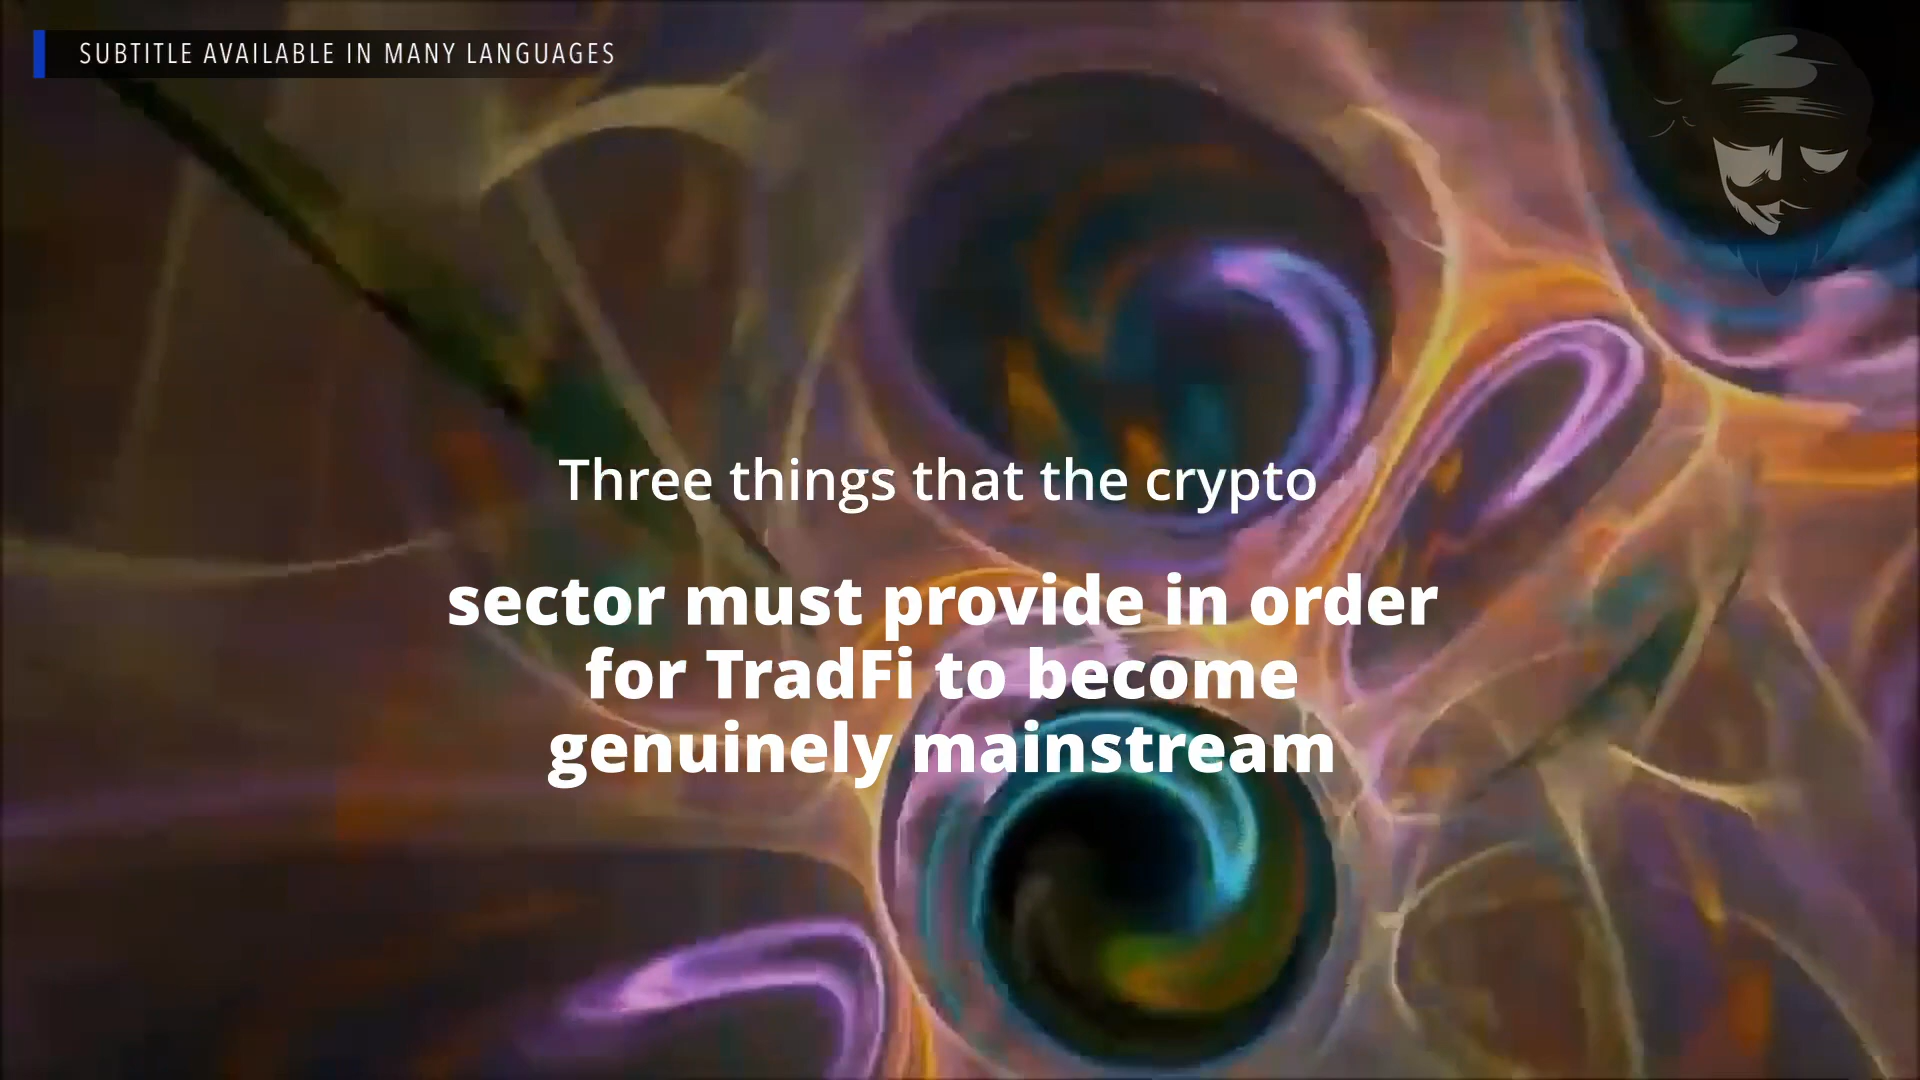 SUBTITLE AVAILABLE IN MANY LANGUAGES
Three things that the crypto
sector must provide in order
for TradFi to become
genuinely mainstream